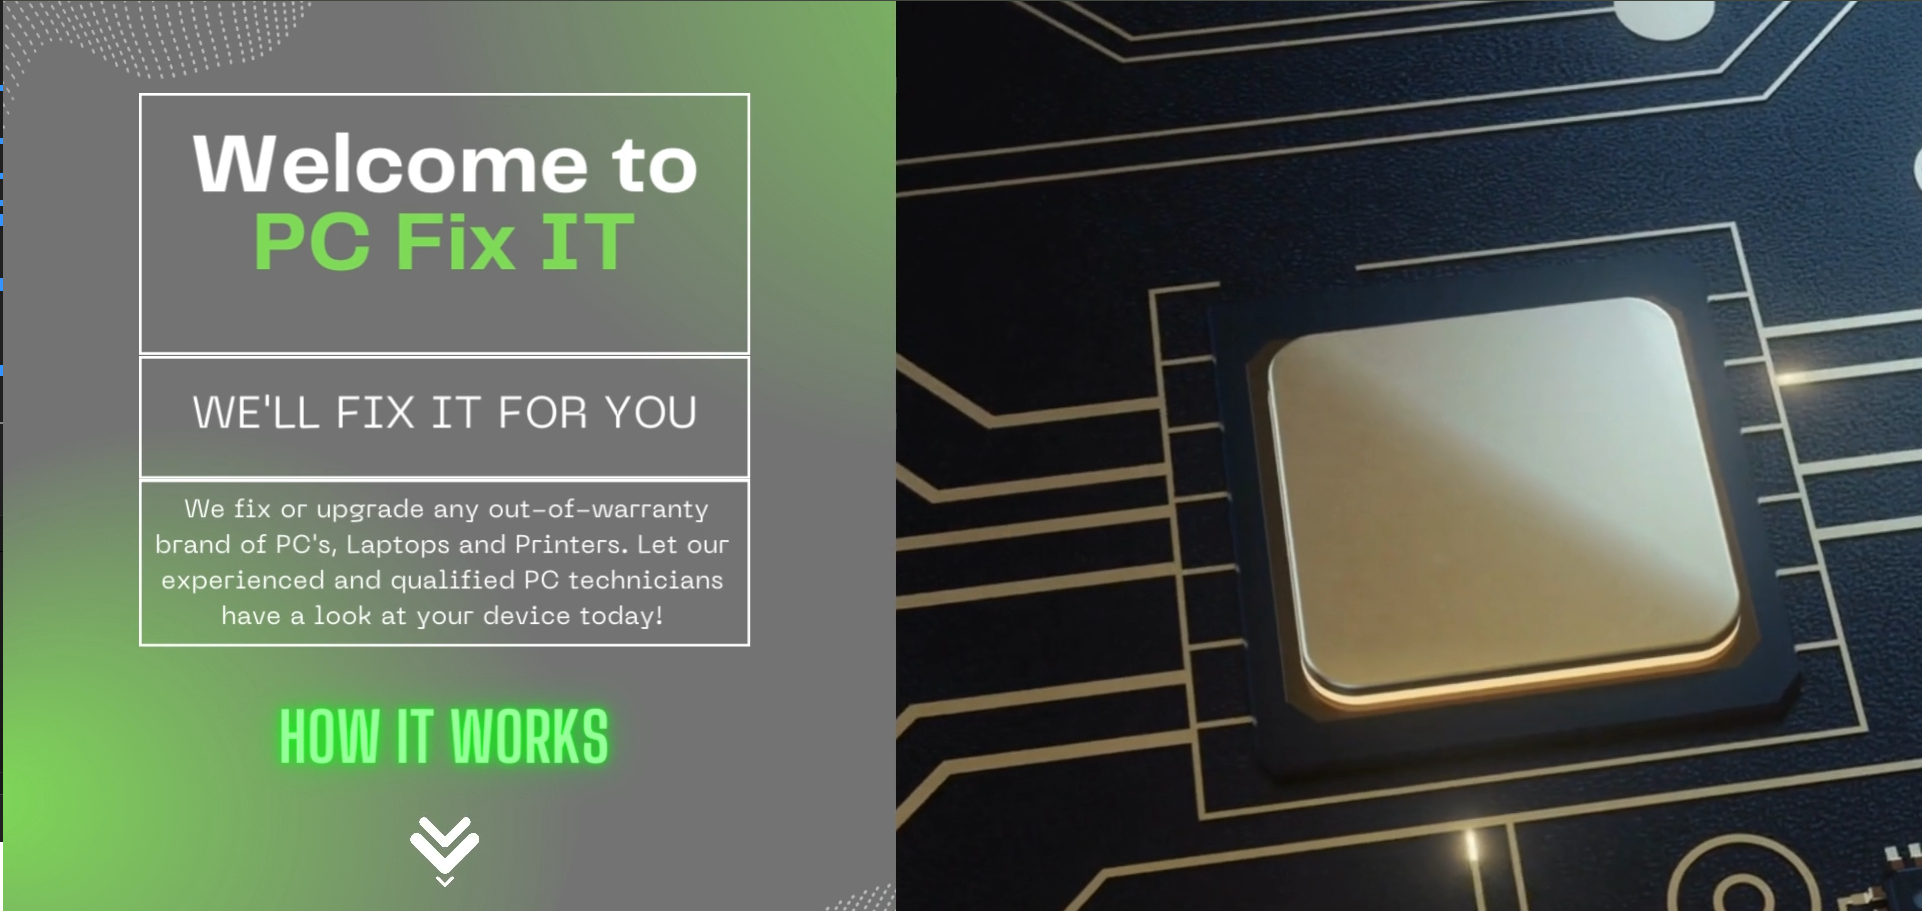 Welcome to
PC Fix IT
WE'LL FIX IT FOR YOU
We fix or upgrade any out-of-warranty
brand of PC's, Laptops and Printers. Let our
experienced and qualified PC technicians
have a look at your device today!
HOW IT WORKS